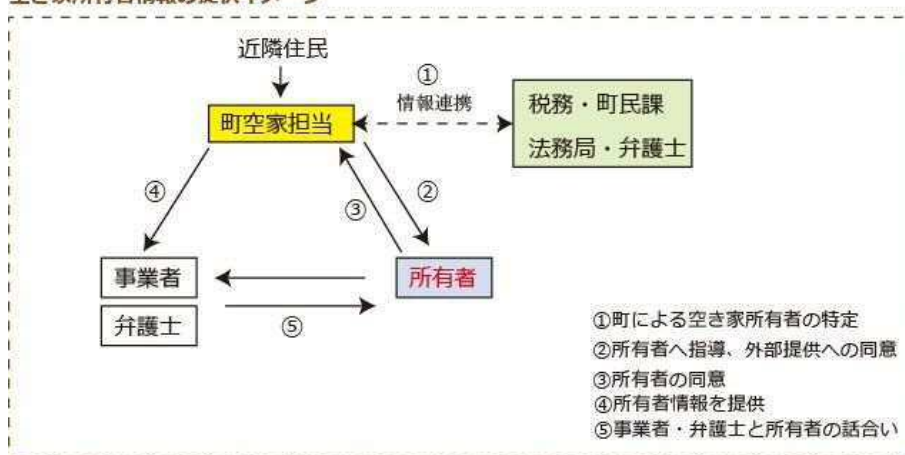 近隣住民
①
情報連携
町空家担当
税務・町民課
法務局・弁護士
④
②
③
事業者
所有者
弁護士
⑤
①町による空き家所有者の特定
②所有者へ指導、外部提供への同意
③所有者の同意
④所有者情報を提供
⑤事業者・弁護士と所有者の話合い